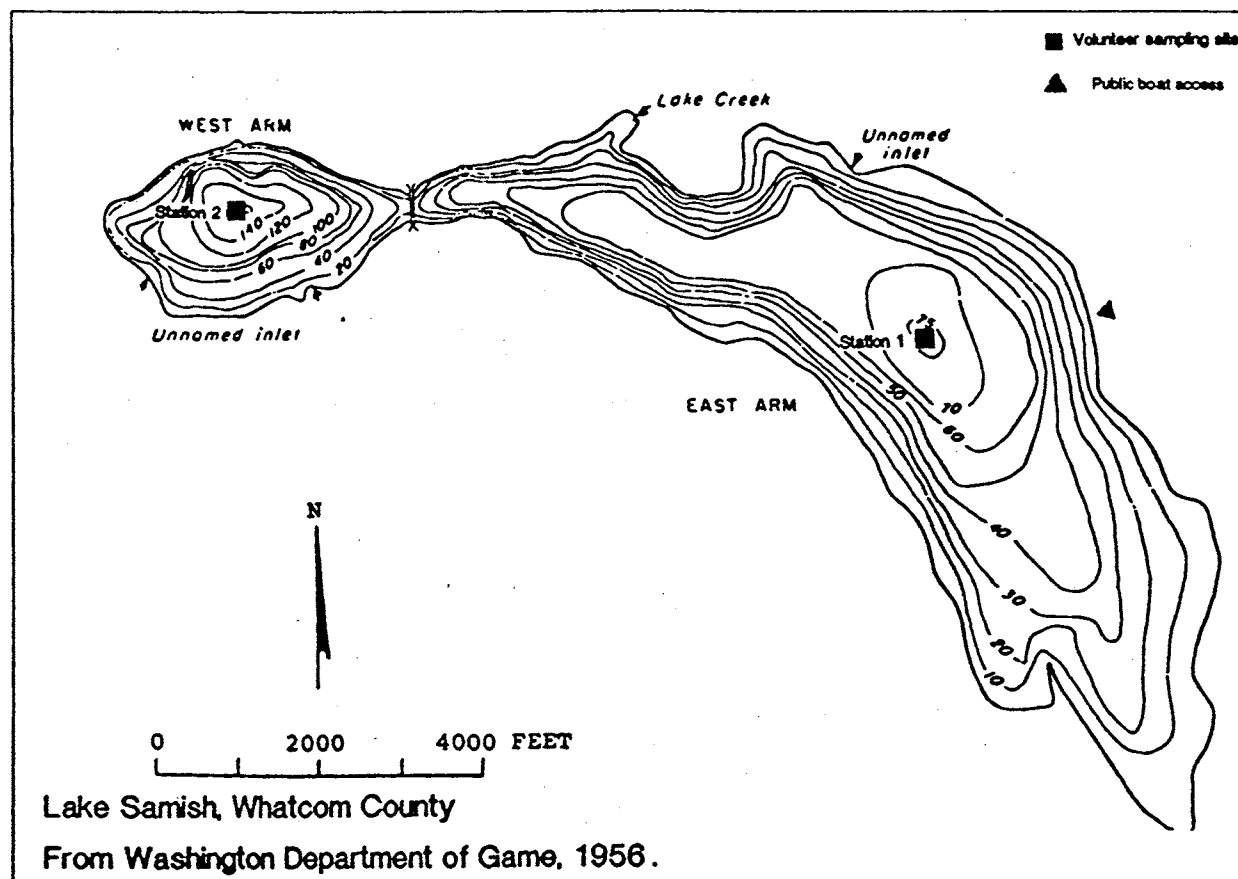 Volunteer sampling site
Public boat access
Lake Creek
WEST ARM
Unnamed
inlet
Station 2
140
120
100
80
60
40
20
Unnamed inlet
75
Station 1
50
70
60
EAST ARM
40
30
20
10
N
0 2000 4000 FEET
Lake Samish, Whatcom County
From Washington Department of Game, 1956.